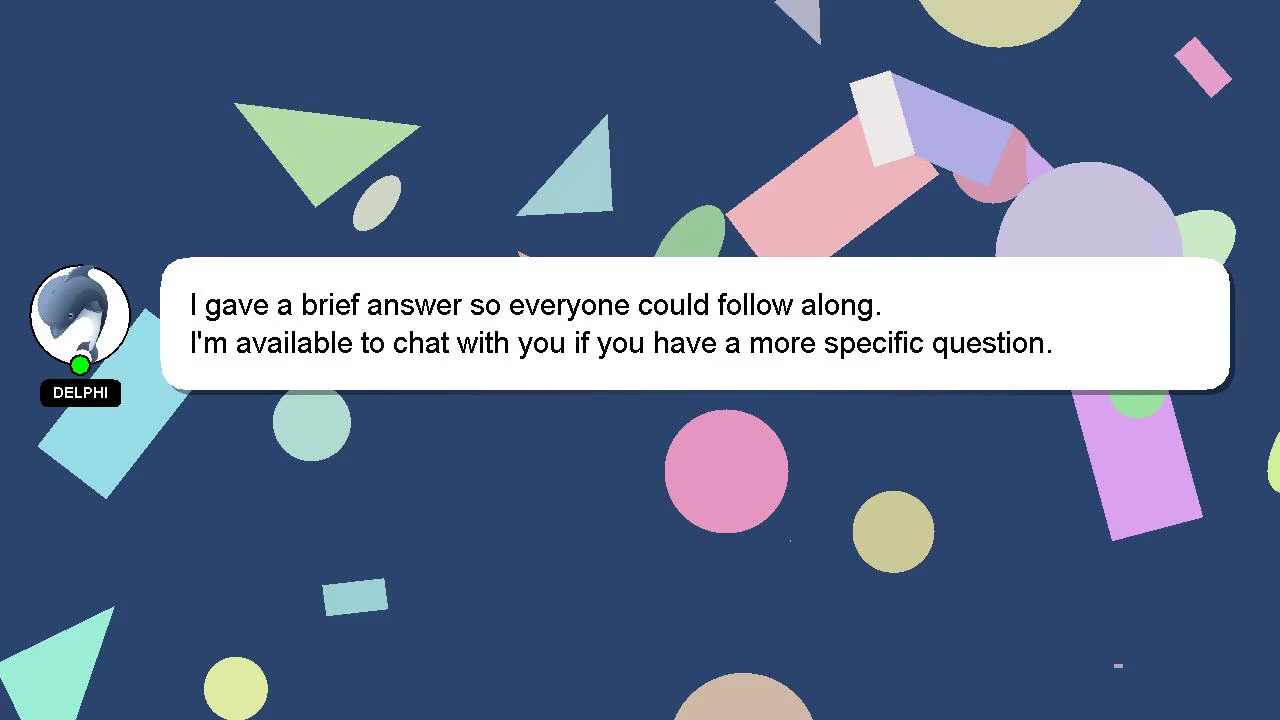 I gave a brief answer so everyone could follow along.
I'm available to chat with you if you have a more specific question.
DELPHI